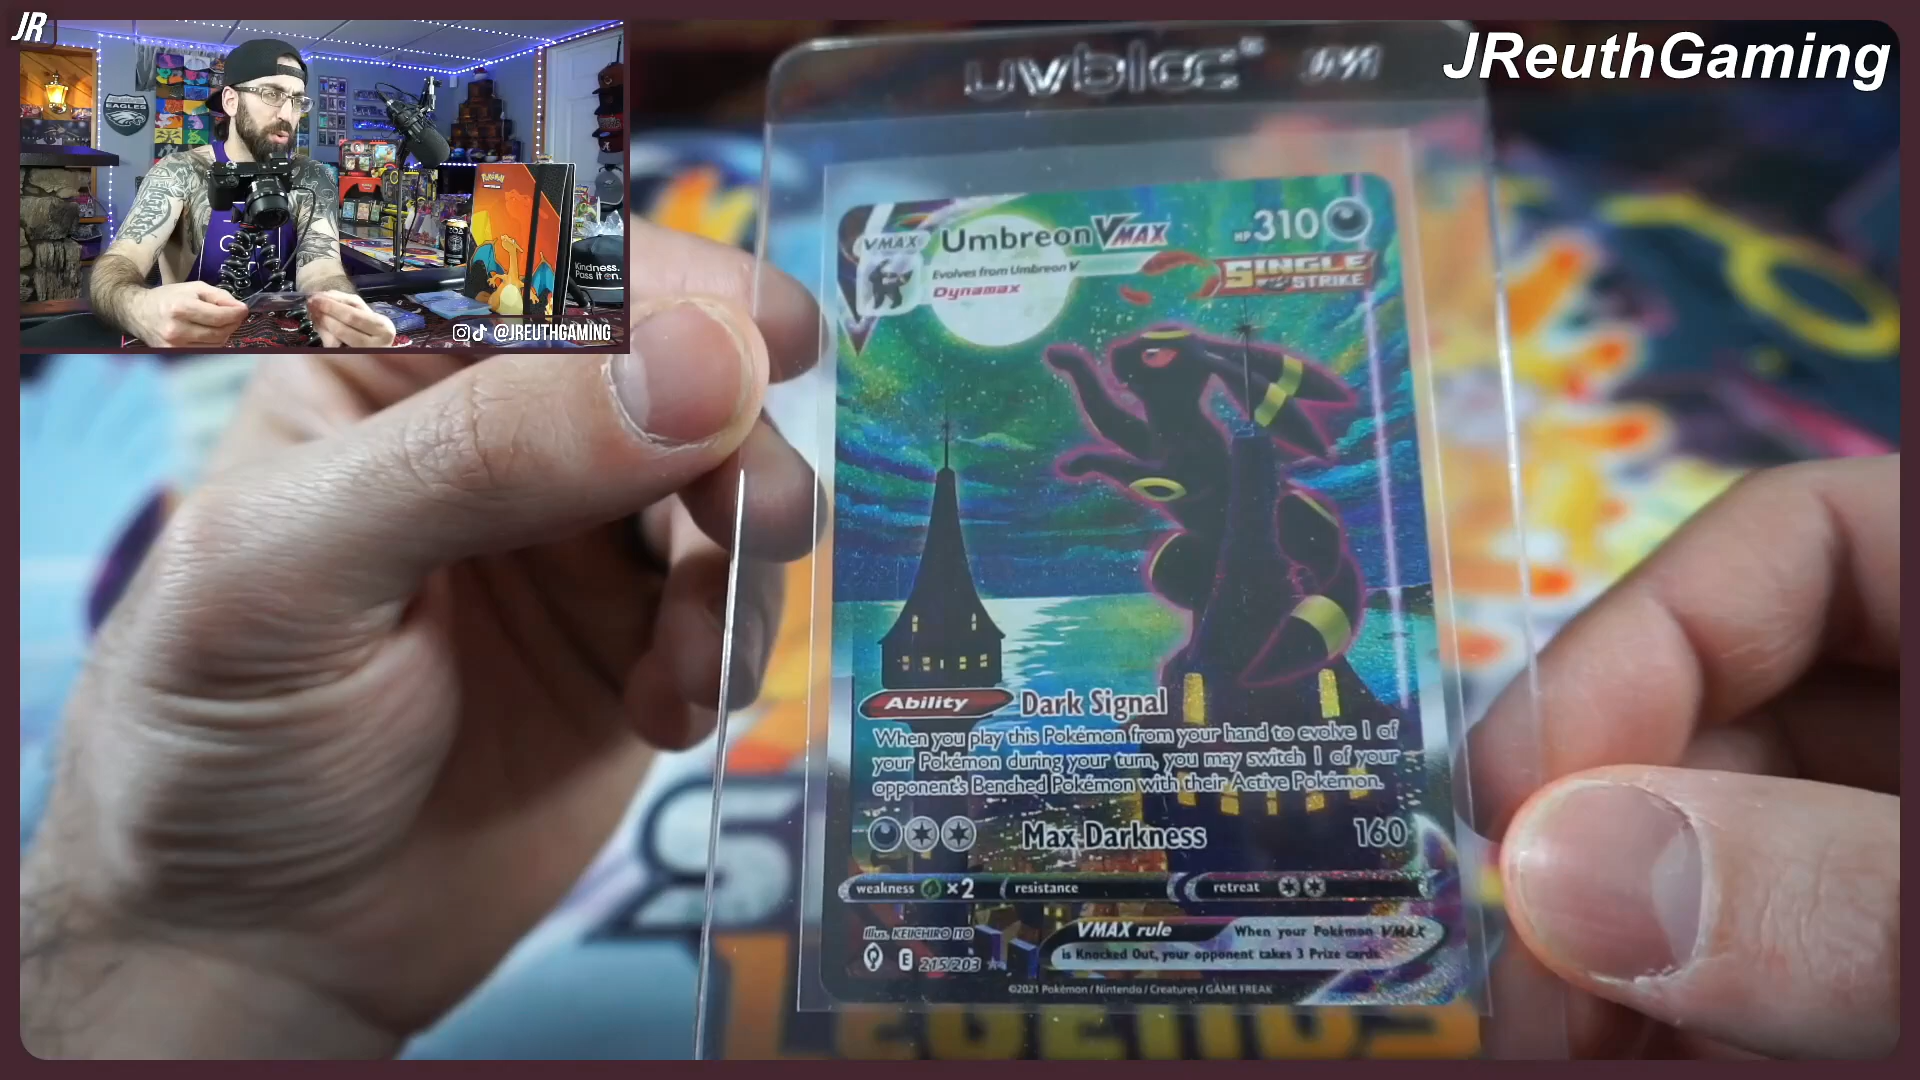 JR
JReuthGaming
EAGLES
Pokémon
Kindness.
Pass it on.
@JREUTHGAMING
uvbloc
VMAX
Umbreon VMAX
HP 310
Evolves from Umbreon V
Dynamax
SINGLE
STRIKE
Ability Dark Signal
When you play this Pokémon from your hand to evolve 1 of
your Pokémon during your turn, you may switch 1 of your
opponent's Benched Pokémon with their Active Pokémon.
Max Darkness 160
weakness ×2 resistance retreat
Illus. KEIICHIRO ITO
E 215/203
VMAX rule When your Pokémon VMAX
is Knocked Out, your opponent takes 3 Prize cards.
©2021 Pokémon / Nintendo / Creatures / GAME FREAK